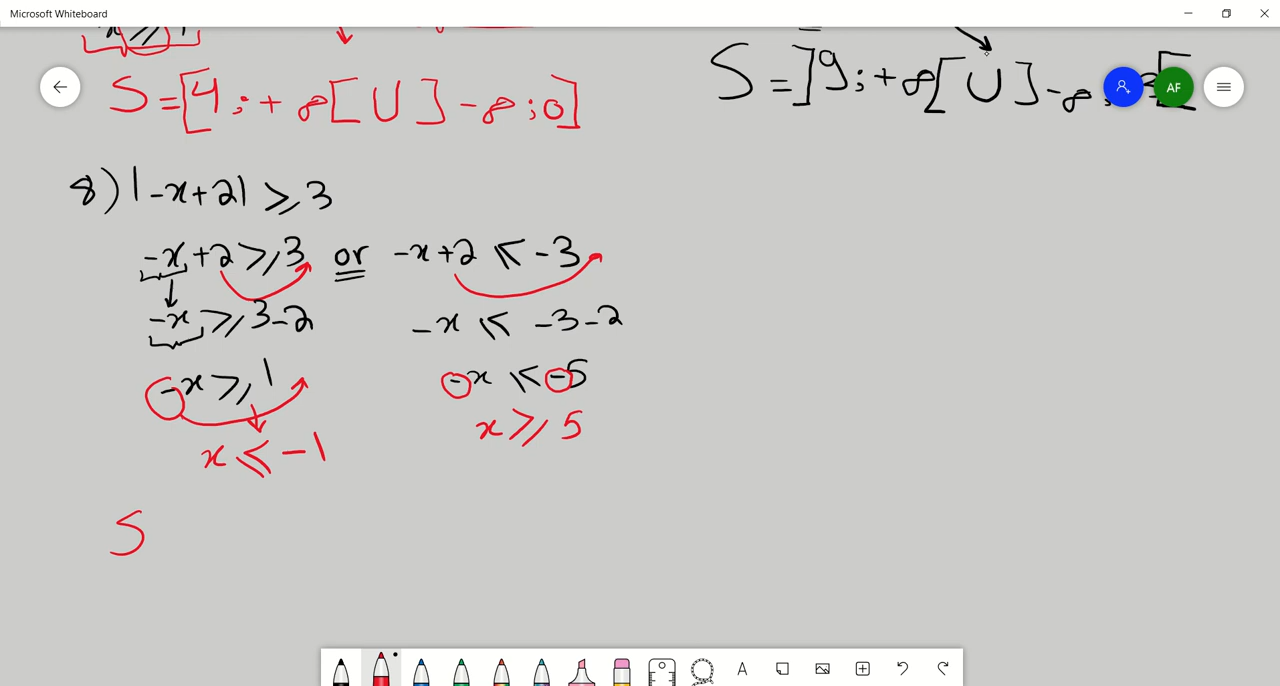 Microsoft Whiteboard
S = [4 ; + ∞ [ U ] - ∞ ; 0]
S = ]9 ; + ∞ [ U ] - ∞ ; [
AF
8) | -x + 2 | ⩾ 3
-x + 2 ⩾ 3 or -x + 2 ⩽ -3
-x ⩾ 3 - 2 -x ⩽ -3 - 2
-x ⩾ 1 -x ⩽ -5
x ⩽ -1 x ⩾ 5
S
A